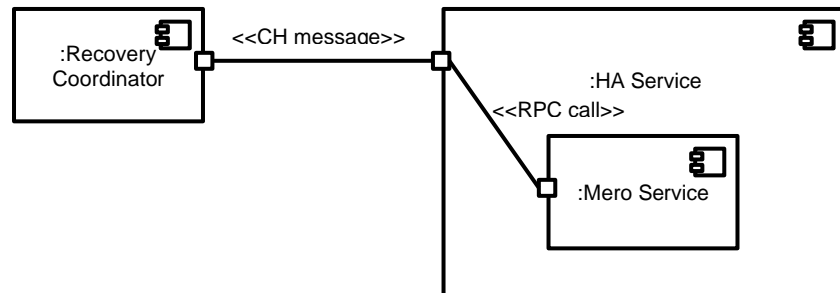 <<CH message>>
:Recovery
Coordinator
:HA Service
<<RPC call>>
:Mero Service